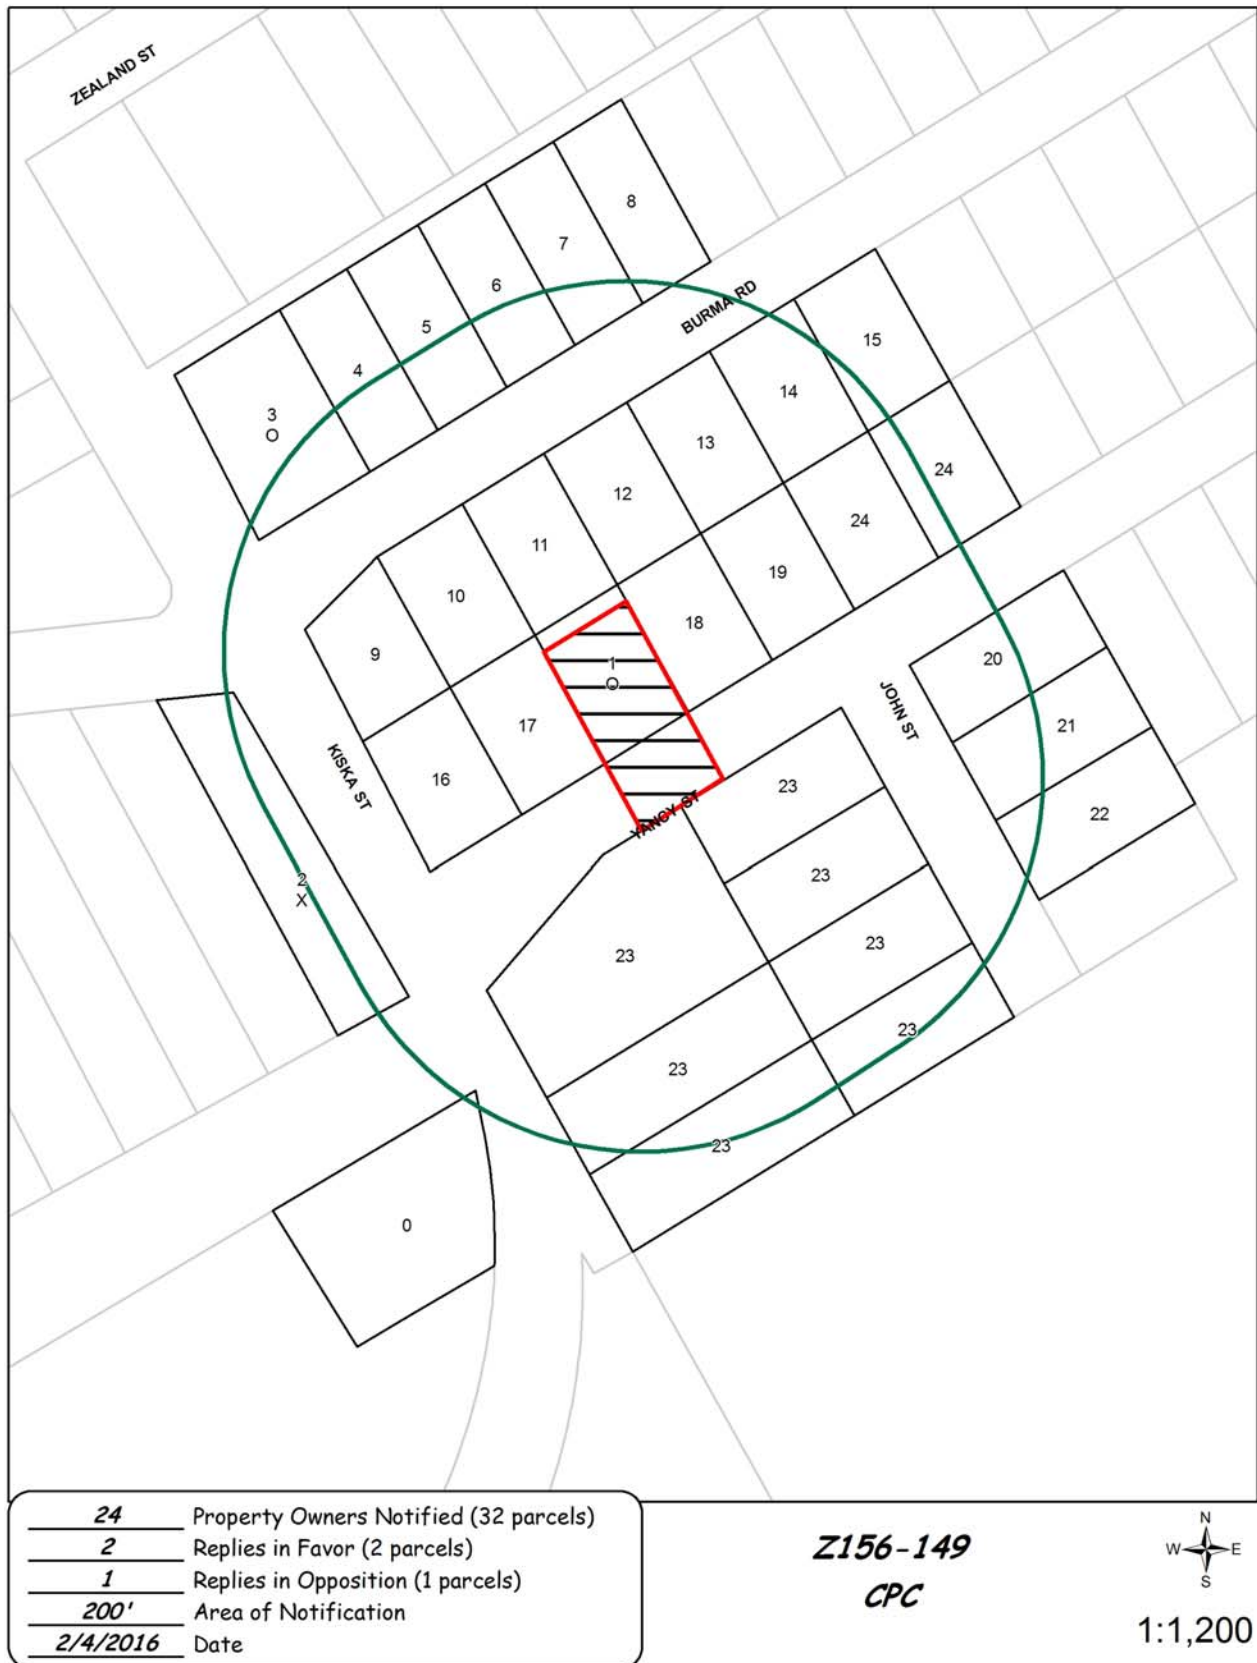 ZEALAND ST
8
7
6
5
4
3
O
BURMA RD
15
14
13
12
11
10
9
24
24
19
18
1
O
17
16
KISKA ST
20
21
22
JOHN ST
YANCY ST
23
23
23
23
23
23
23
2
X
0
24 Property Owners Notified (32 parcels)
2 Replies in Favor (2 parcels)
1 Replies in Opposition (1 parcels)
200' Area of Notification
2/4/2016 Date
Z156-149
CPC
N
W E
S
1:1,200